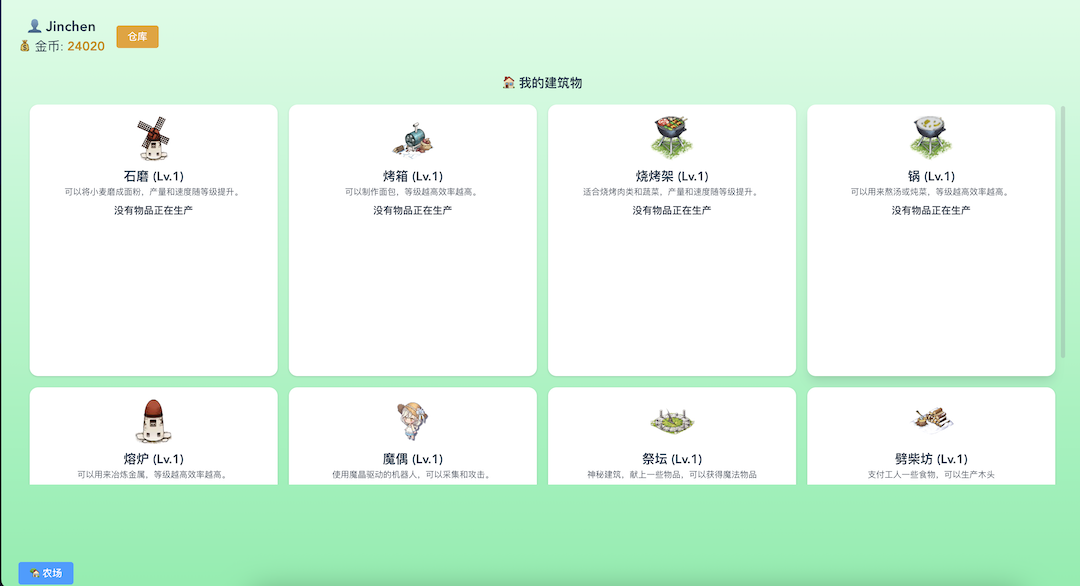 Jinchen
金币: 24020
仓库
我的建筑物
石磨 (Lv.1)
可以将小麦磨成面粉，产量和速度随等级提升。
没有物品正在生产
烤箱 (Lv.1)
可以制作面包，等级越高效率越高。
没有物品正在生产
烧烤架 (Lv.1)
适合烧烤肉类和蔬菜，产量和速度随等级提升。
没有物品正在生产
锅 (Lv.1)
可以用来熬汤或炖菜，等级越高效率越高。
没有物品正在生产
熔炉 (Lv.1)
可以用来冶炼金属，等级越高效率越高。
魔偶 (Lv.1)
使用魔晶驱动的机器人，可以采集和攻击。
祭坛 (Lv.1)
神秘建筑，献上一些物品，可以获得魔法物品
劈柴坊 (Lv.1)
支付工人一些食物，可以生产木头
农场